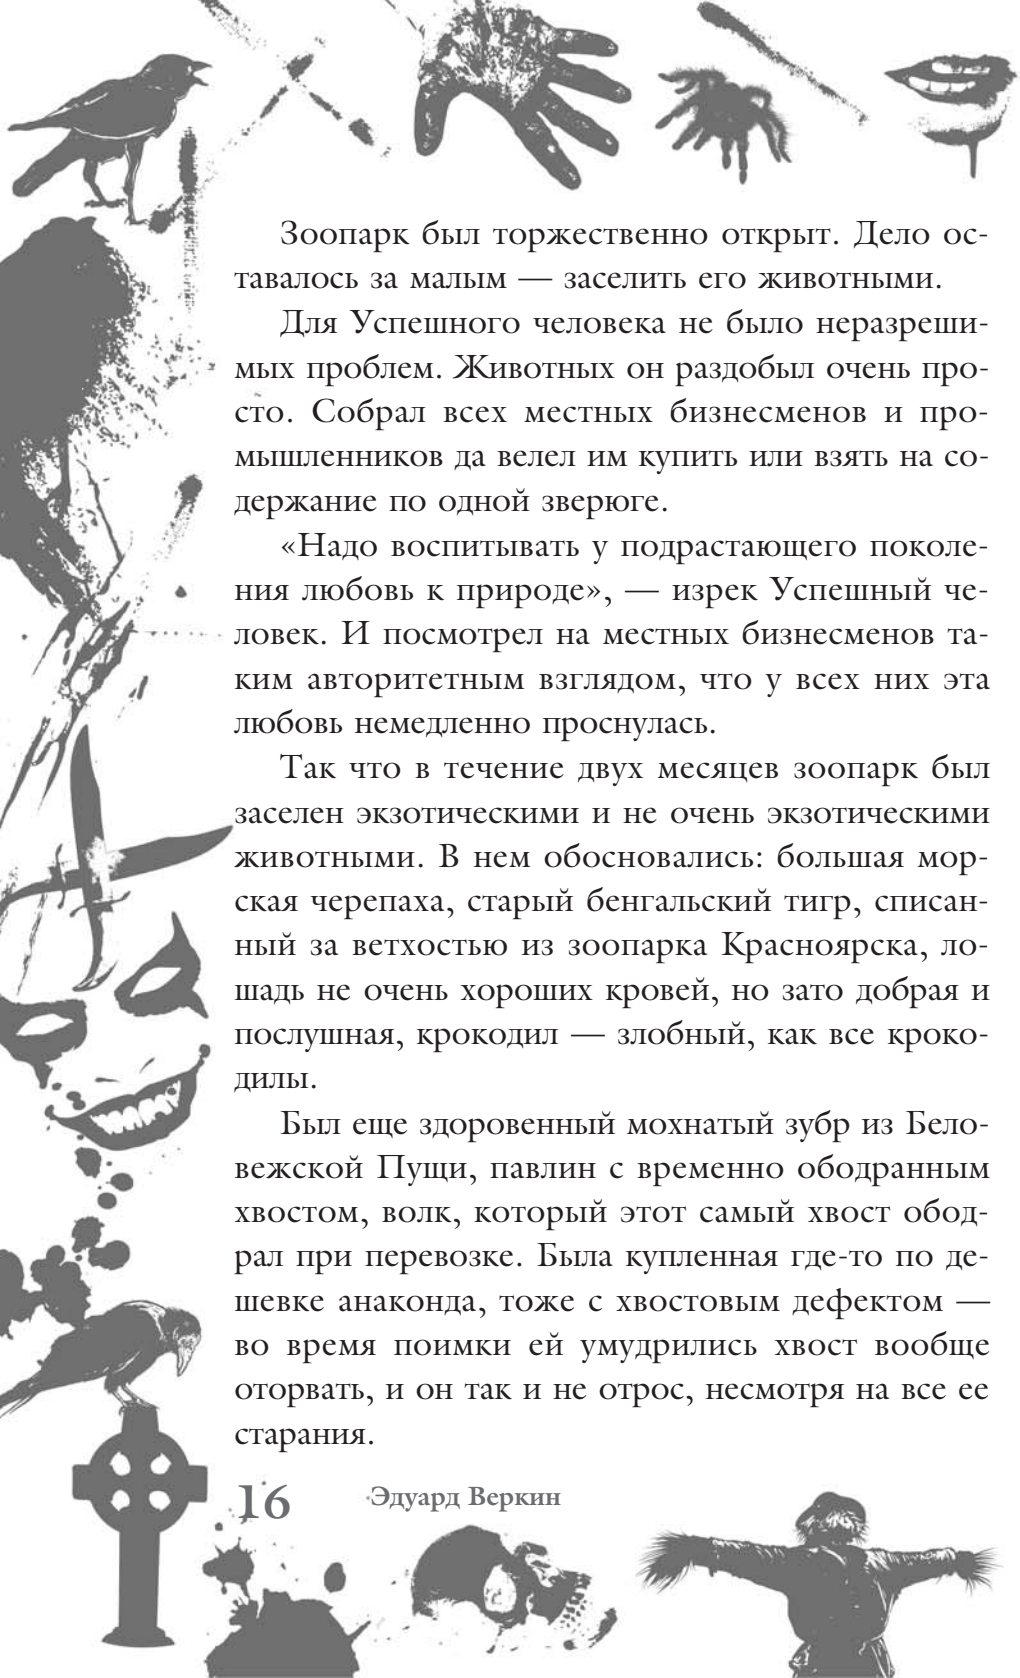 Зоопарк был торжественно открыт. Дело ос-
тавалось за малым — заселить его животными.
Для Успешного человека не было неразреши-
мых проблем. Животных он раздобыл очень про-
сто. Собрал всех местных бизнесменов и про-
мышленников да велел им купить или взять на со-
держание по одной зверюге.
«Надо воспитывать у подрастающего поколе-
ния любовь к природе», — изрек Успешный че-
ловек. И посмотрел на местных бизнесменов та-
ким авторитетным взглядом, что у всех них эта
любовь немедленно проснулась.
Так что в течение двух месяцев зоопарк был
заселен экзотическими и не очень экзотическими
животными. В нем обосновались: большая мор-
ская черепаха, старый бенгальский тигр, списан-
ный за ветхостью из зоопарка Красноярска, ло-
шадь не очень хороших кровей, но зато добрая и
послушная, крокодил — злобный, как все кроко-
дилы.
Был еще здоровенный мохнатый зубр из Бело-
вежской Пущи, павлин с временно ободранным
хвостом, волк, который этот самый хвост обод-
рал при перевозке. Была купленная где-то по де-
шевке анаконда, тоже с хвостовым дефектом —
во время поимки ей умудрились хвост вообще
оторвать, и он так и не отрос, несмотря на все ее
старания.
16 Эдуард Веркин